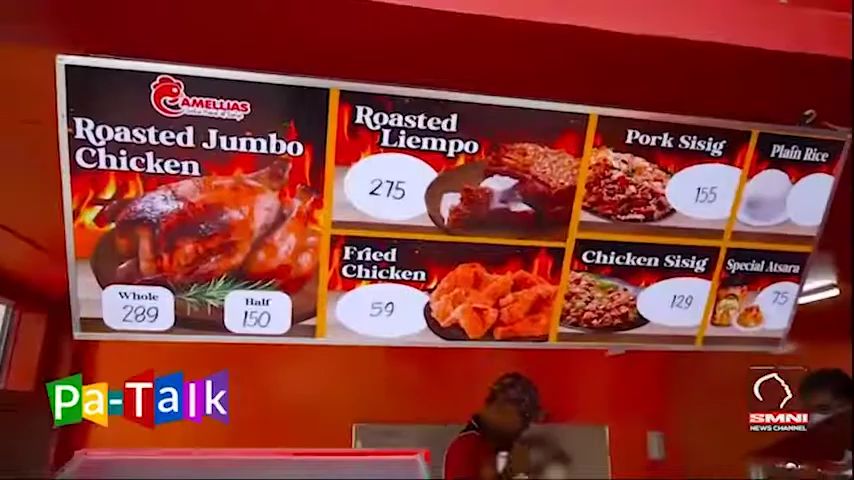 CAMELLIAS
Roasted Jumbo
Chicken
Whole
289
Half
150
Roasted
Liempo
275
Fried
Chicken
59
Pork Sisig
155
Chicken Sisig
129
Plain Rice
Special Atsara
75
Pa-Talk
SMNI
NEWS CHANNEL